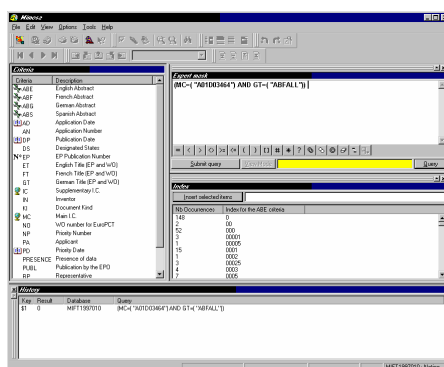 Mimosa
File Edit View Options Tools Help
Criteria
Criteria Description
ABE English Abstract
ABF French Abstract
ABG German Abstract
ABS Spanish Abstract
AD Application Date
AN Application Number
DP Publication Date
DS Designated States
EP EP Publication Number
ET English Title (EP and WO)
FT French Title (EP and WO)
GT German Title (EP and WO)
IC Supplementary I.C.
IN Inventor
KI Document Kind
MC Main I.C.
NO WO number for EuroPCT
NP Priority Number
PA Applicant
PD Priority Date
PRESENCE Presence of data
PUBL Publication by the EPO
RP Representative
Expert mask
(MC=( "A01D03464") AND GT=( "ABFALL"))
Submit query View Mask Query
Index
Insert selected items
Nb Occurrences Index for the ABE criteria
148 0
2 00
52 000
3 00001
1 00005
15 0001
1 0002
3 00025
4 0003
7 0005
History
Key Result Database Query
$1 0 MIFT1997010 (MC=( "A01D03464") AND GT=( "ABFALL"))